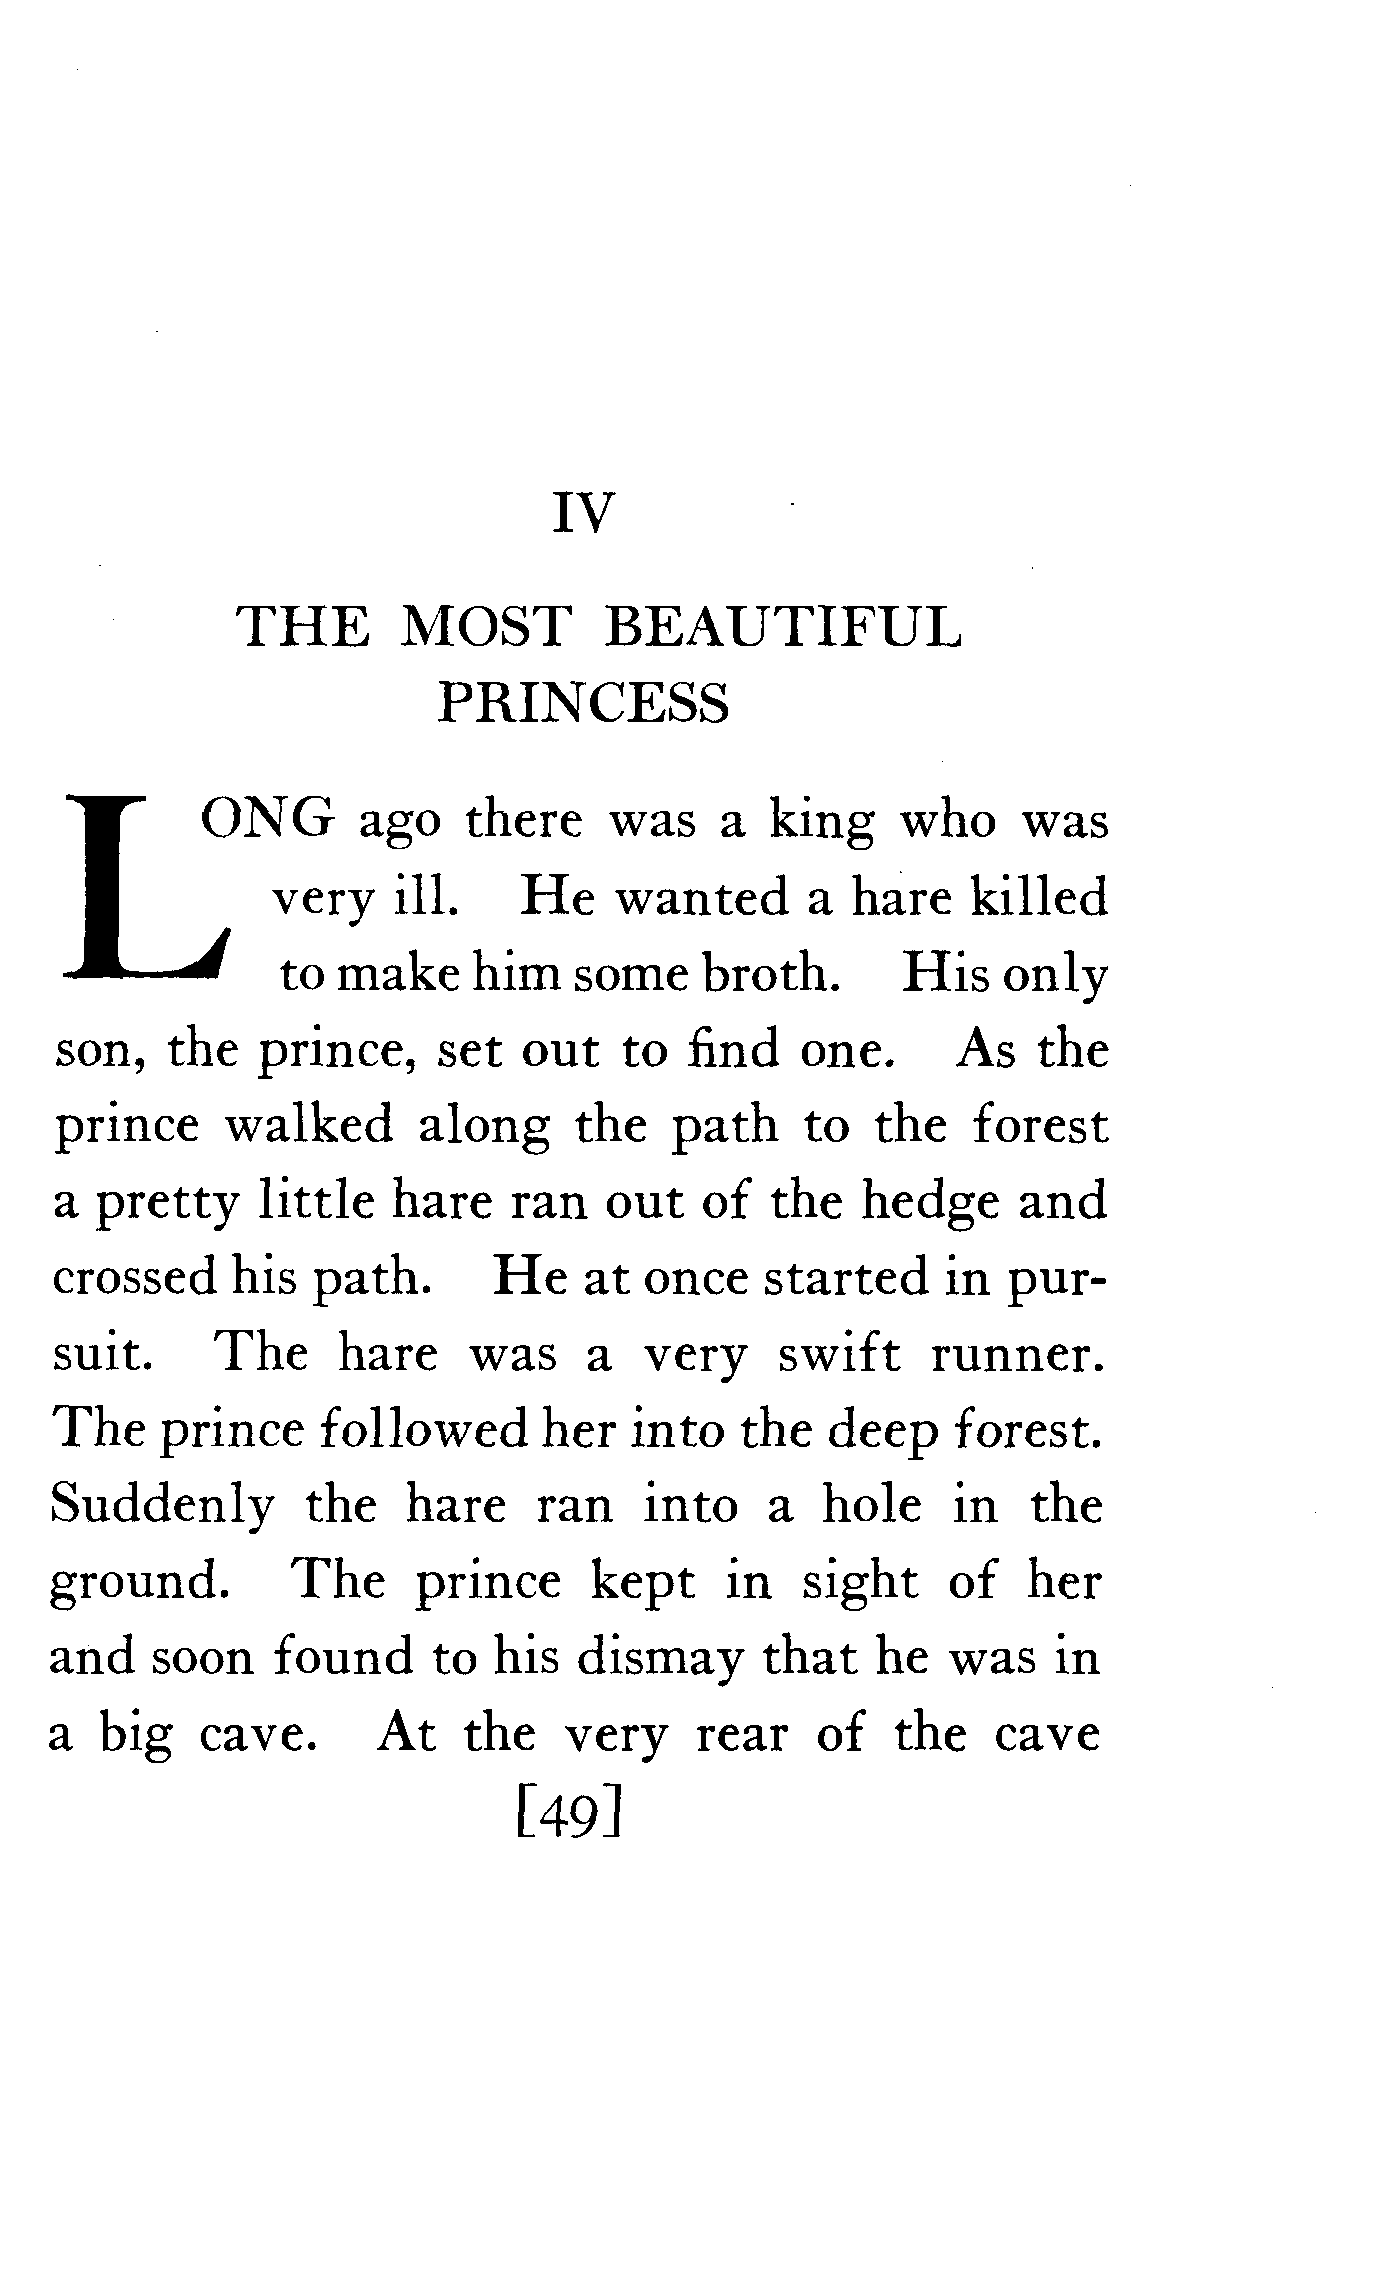 IV
THE MOST BEAUTIFUL
PRINCESS
LONG ago there was a king who was
very ill. He wanted a hare killed
to make him some broth. His only
son, the prince, set out to find one. As the
prince walked along the path to the forest
a pretty little hare ran out of the hedge and
crossed his path. He at once started in pur-
suit. The hare was a very swift runner.
The prince followed her into the deep forest.
Suddenly the hare ran into a hole in the
ground. The prince kept in sight of her
and soon found to his dismay that he was in
a big cave. At the very rear of the cave
[49]